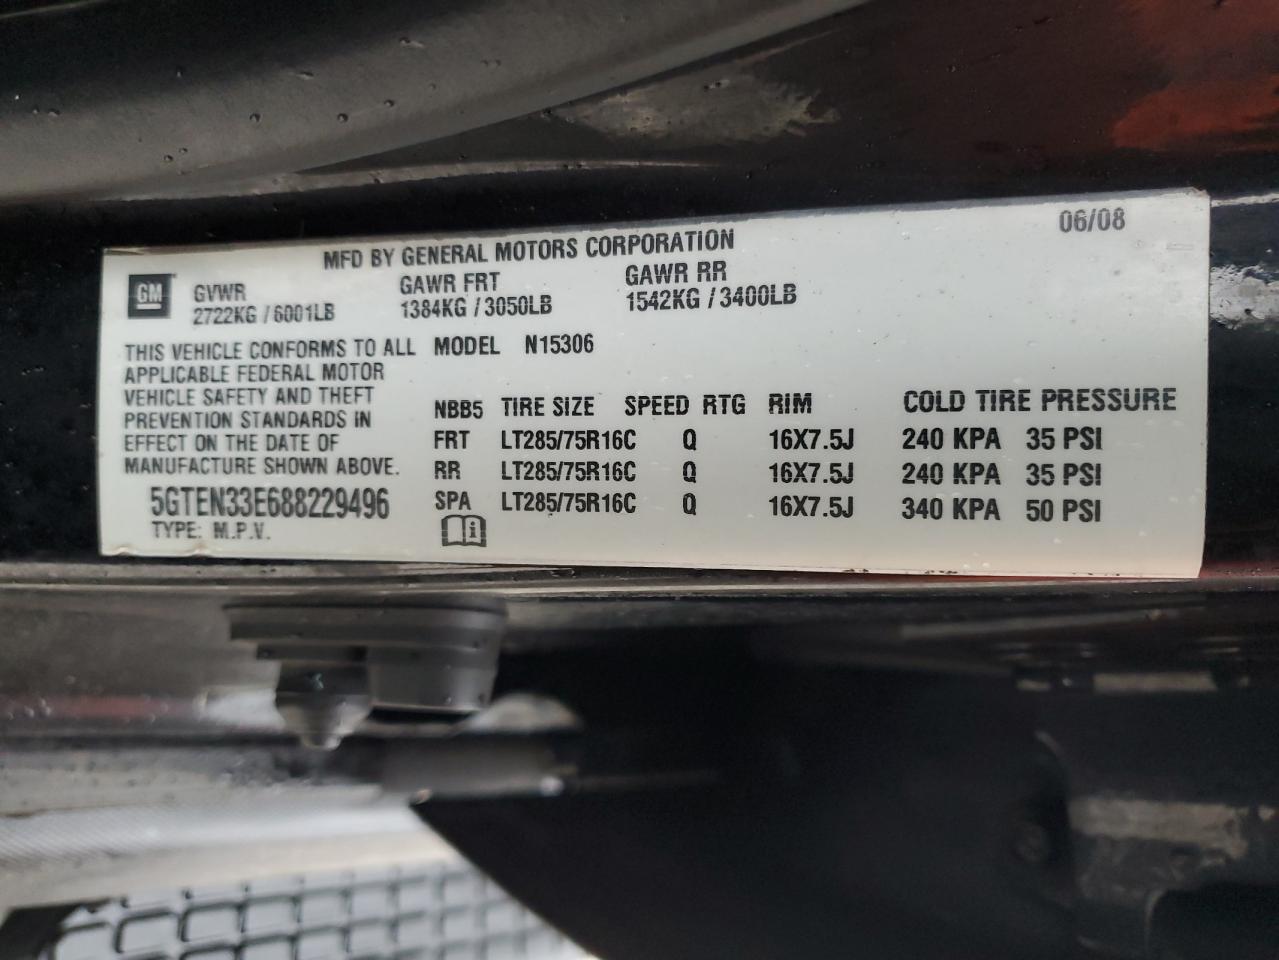 06/08
MFD BY GENERAL MOTORS CORPORATION
GM
GVWR GAWR FRT GAWR RR
2722KG / 6001LB 1384KG / 3050LB 1542KG / 3400LB
THIS VEHICLE CONFORMS TO ALL
APPLICABLE FEDERAL MOTOR
VEHICLE SAFETY AND THEFT
PREVENTION STANDARDS IN
EFFECT ON THE DATE OF
MANUFACTURE SHOWN ABOVE.
5GTEN33E688229496
TYPE: M.P.V.
MODEL N15306
NBB5 TIRE SIZE SPEED RTG RIM COLD TIRE PRESSURE
FRT LT285/75R16C Q 16X7.5J 240 KPA 35 PSI
RR LT285/75R16C Q 16X7.5J 240 KPA 35 PSI
SPA LT285/75R16C Q 16X7.5J 340 KPA 50 PSI